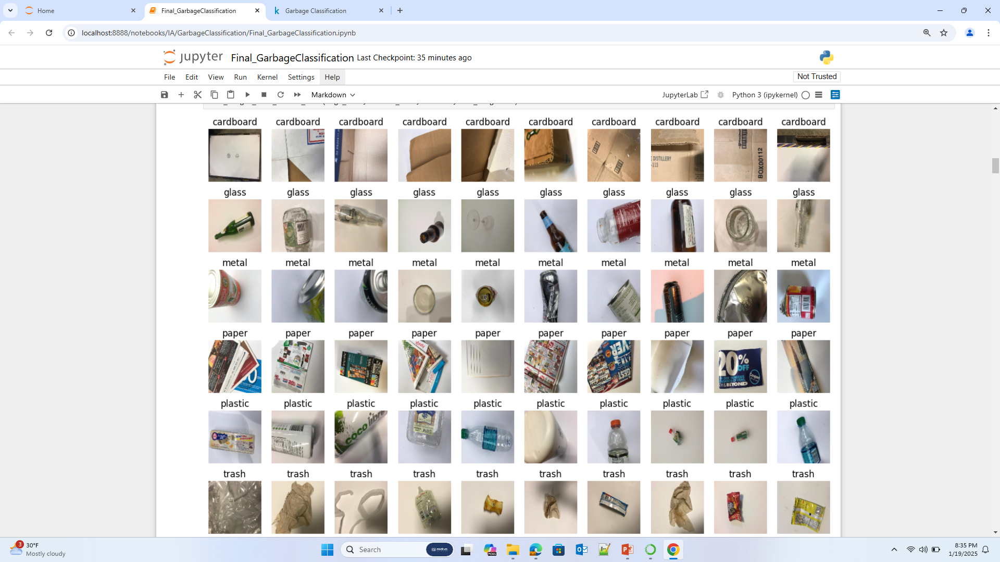 Home
Final_GarbageClassification
Garbage Classification
localhost:8888/notebooks/IA/GarbageClassification/Final_GarbageClassification.ipynb
jupyter Final_GarbageClassification Last Checkpoint: 35 minutes ago
File Edit View Run Kernel Settings Help
Not Trusted
Markdown
JupyterLab
Python 3 (ipykernel)
cardboard cardboard cardboard cardboard cardboard cardboard cardboard cardboard cardboard cardboard
E DISTILLERY
-113
BOX00112
glass glass glass glass glass glass glass glass glass glass
metal metal metal metal metal metal metal metal metal metal
paper paper paper paper paper paper paper paper paper paper
20%
OFF
Coupon
& BEYOND
plastic plastic plastic plastic plastic plastic plastic plastic plastic plastic
coco libre
trash trash trash trash trash trash trash trash trash trash
3
30°F
Mostly cloudy
Search
medium
M365
8:35 PM
1/19/2025